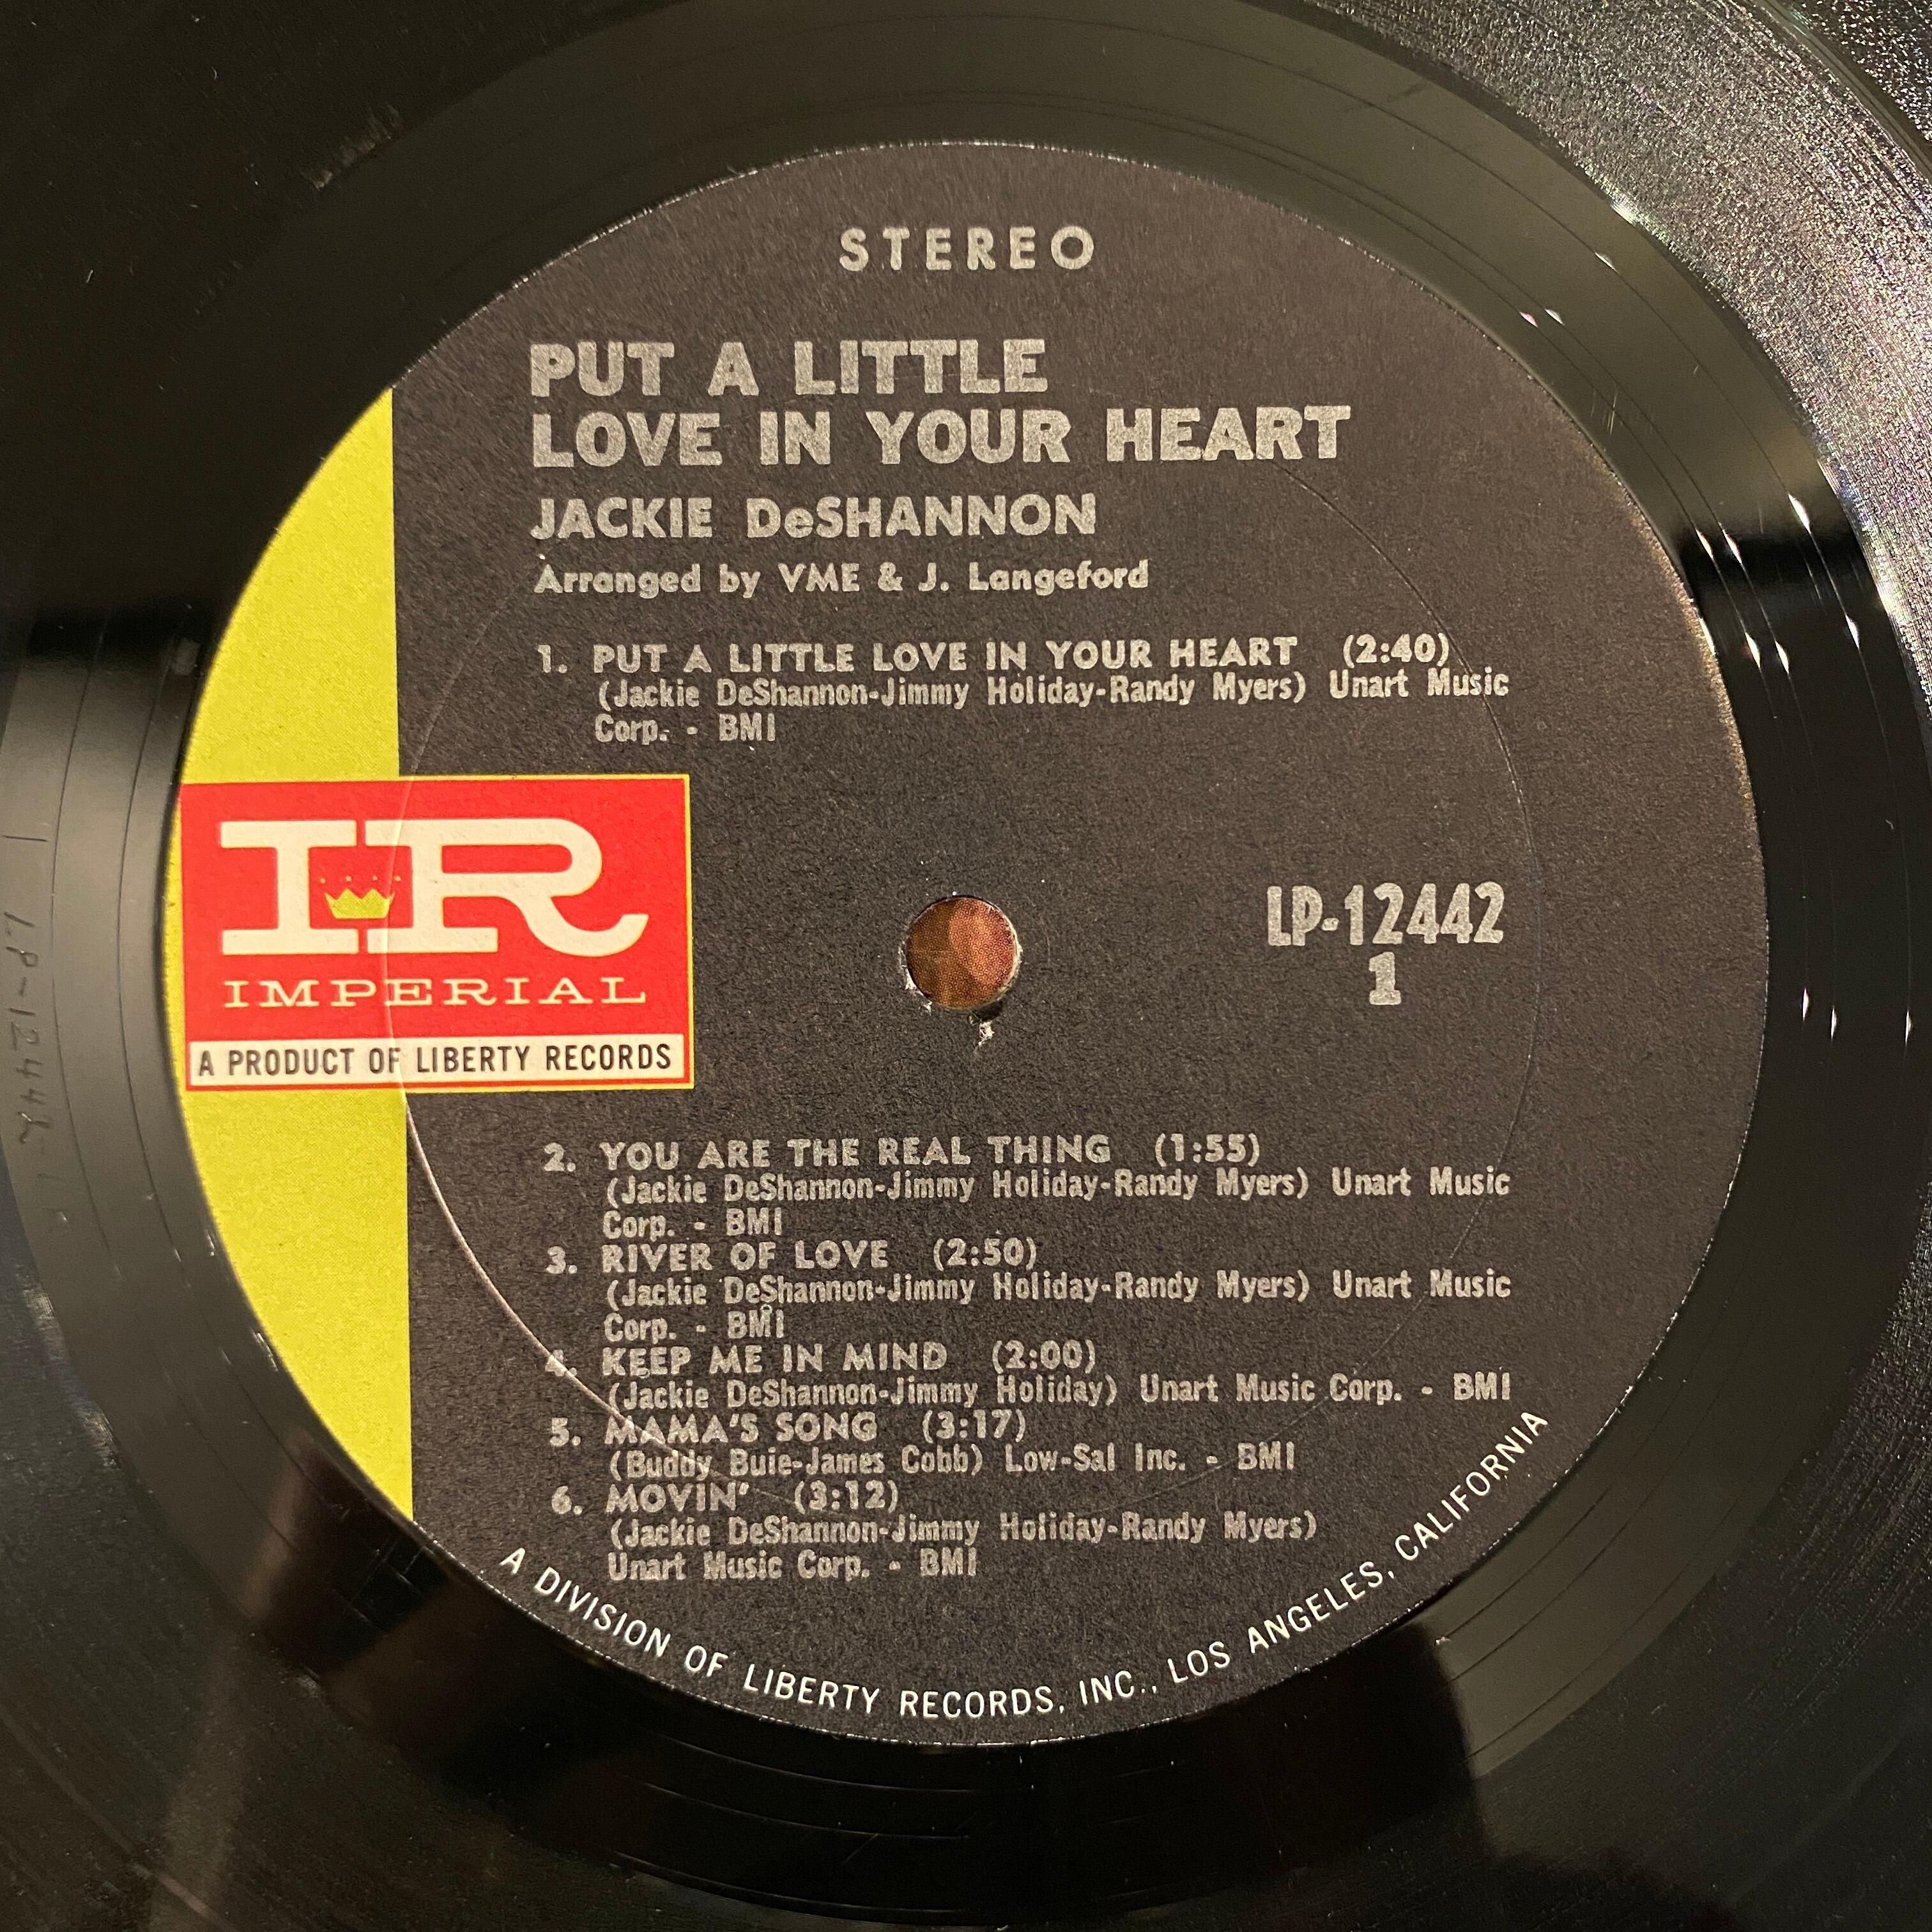 STEREO
PUT A LITTLE
LOVE IN YOUR HEART
JACKIE DeSHANNON
Arranged by VME & J. Langeford
1. PUT A LITTLE LOVE IN YOUR HEART (2:40)
(Jackie DeShannon-Jimmy Holiday-Randy Myers) Unart Music
Corp. - BMI
IR
IMPERIAL
A PRODUCT OF LIBERTY RECORDS
LP-12442
1
2. YOU ARE THE REAL THING (1:55)
(Jackie DeShannon-Jimmy Holiday-Randy Myers) Unart Music
Corp. - BMI
3. RIVER OF LOVE (2:50)
(Jackie DeShannon-Jimmy Holiday-Randy Myers) Unart Music
Corp. - BMI
4. KEEP ME IN MIND (2:00)
(Jackie DeShannon-Jimmy Holiday) Unart Music Corp. - BMI
5. MAMA'S SONG (3:17)
(Buddy Buie-James Cobb) Low-Sal Inc. - BMI
6. MOVIN' (3:12)
(Jackie DeShannon-Jimmy Holiday-Randy Myers)
Unart Music Corp. - BMI
A DIVISION OF LIBERTY RECORDS, INC., LOS ANGELES, CALIFORNIA